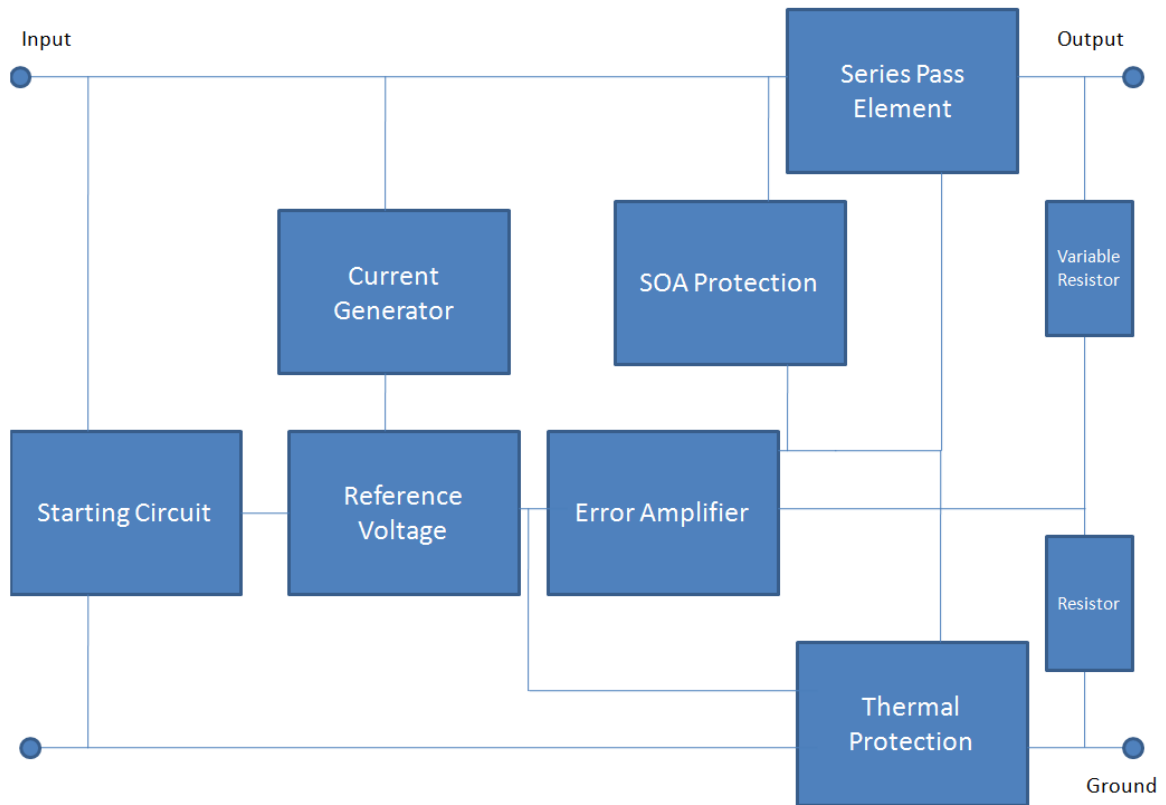 Input
Output
Series Pass
Element
Current
Generator
SOA Protection
Variable
Resistor
Starting Circuit
Reference
Voltage
Error Amplifier
Resistor
Thermal
Protection
Ground